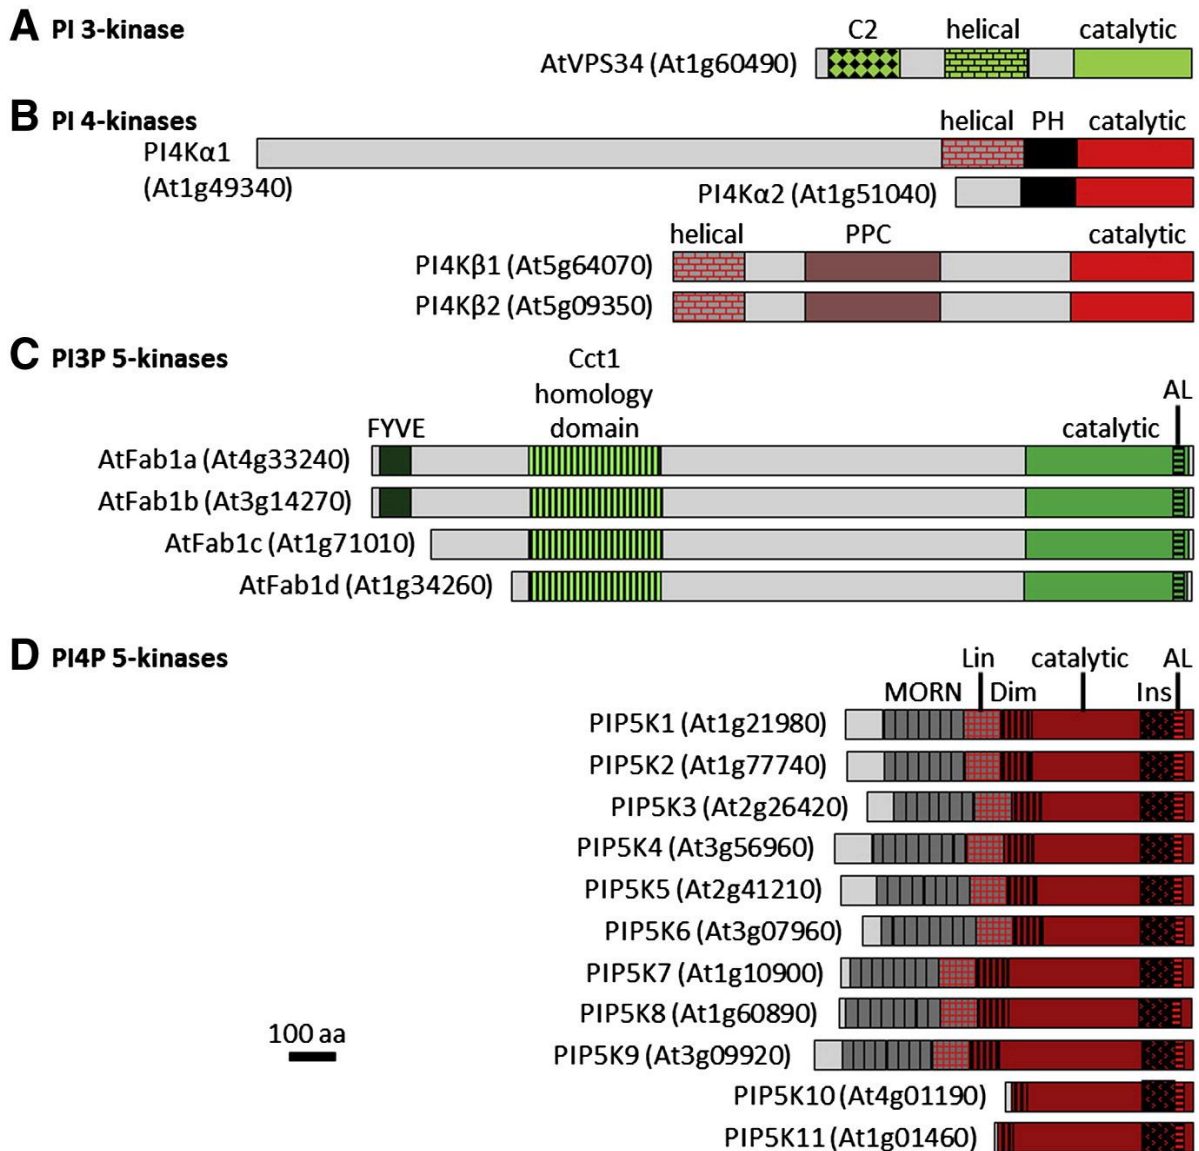 A PI 3-kinase
C2 helical catalytic
AtVPS34 (At1g60490)
B PI 4-kinases
helical PH catalytic
PI4Kα1
(At1g49340)
PI4Kα2 (At1g51040)
helical PPC catalytic
PI4Kβ1 (At5g64070)
PI4Kβ2 (At5g09350)
C PI3P 5-kinases
Cct1
homology
domain
FYVE
catalytic
AL
AtFab1a (At4g33240)
AtFab1b (At3g14270)
AtFab1c (At1g71010)
AtFab1d (At1g34260)
D PI4P 5-kinases
Lin catalytic AL
MORN Dim Ins
PIP5K1 (At1g21980)
PIP5K2 (At1g77740)
PIP5K3 (At2g26420)
PIP5K4 (At3g56960)
PIP5K5 (At2g41210)
PIP5K6 (At3g07960)
PIP5K7 (At1g10900)
PIP5K8 (At1g60890)
PIP5K9 (At3g09920)
PIP5K10 (At4g01190)
PIP5K11 (At1g01460)
100 aa